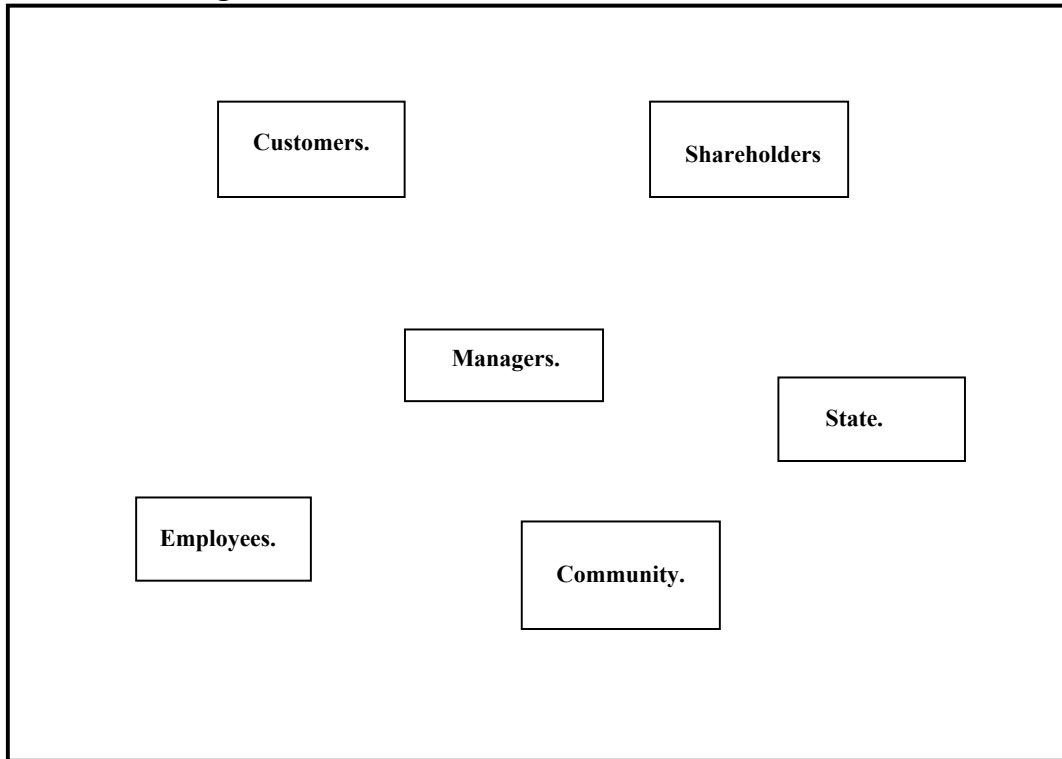 Customers.
Shareholders
Managers.
State.
Employees.
Community.